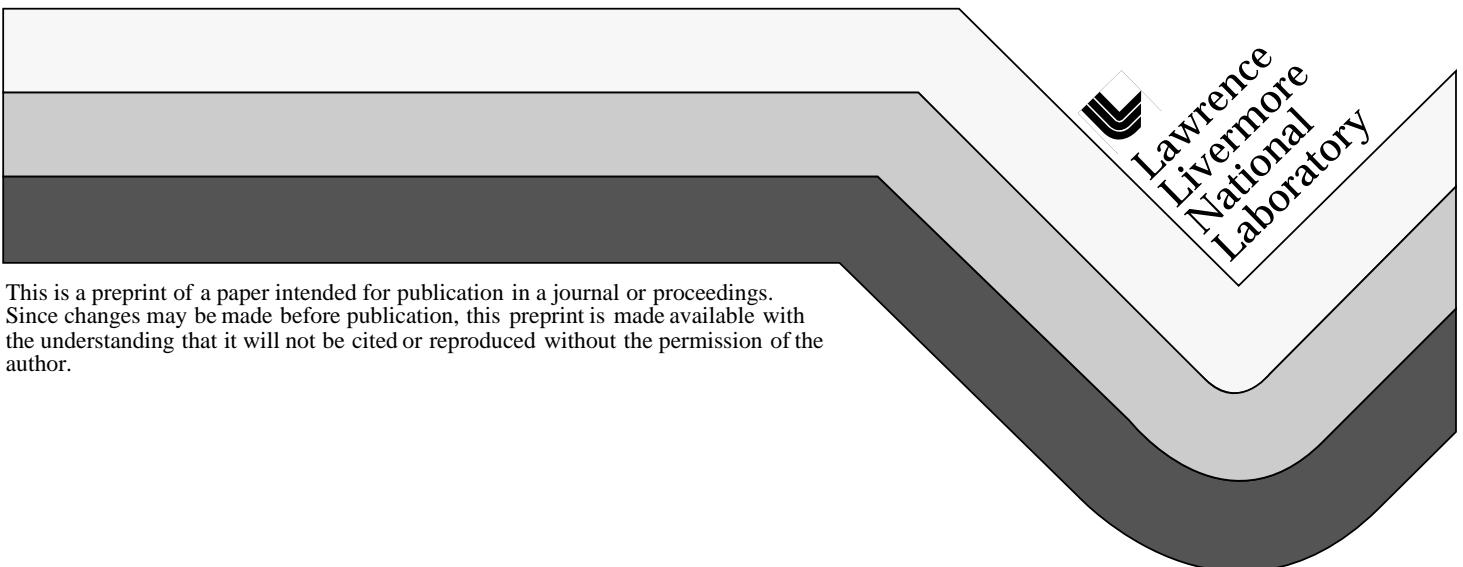 Lawrence
Livermore
National
Laboratory
This is a preprint of a paper intended for publication in a journal or proceedings.
Since changes may be made before publication, this preprint is made available with
the understanding that it will not be cited or reproduced without the permission of the
author.